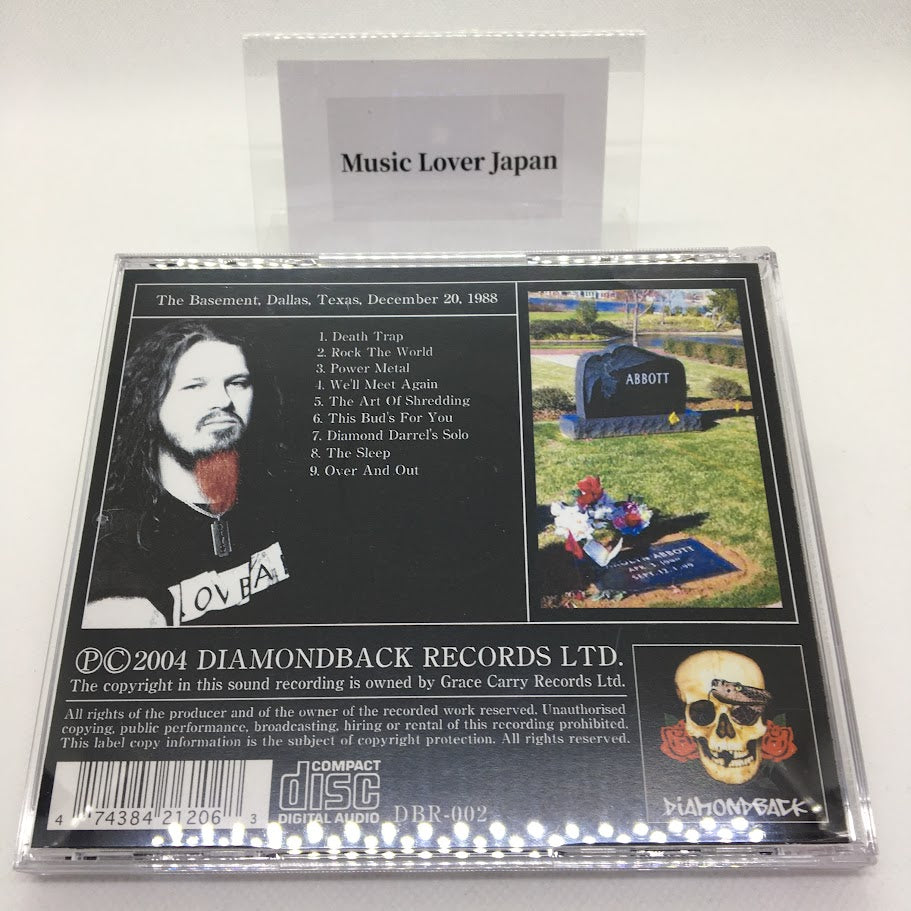 Music Lover Japan
The Basement, Dallas, Texas, December 20, 1988
1. Death Trap
2. Rock The World
3. Power Metal
4. We'll Meet Again
5. The Art Of Shredding
6. This Bud's For You
7. Diamond Darrel's Solo
8. The Sleep
9. Over And Out
ABBOTT
ABBOTT
SEPT. 12, 1.99
℗©2004 DIAMONDBACK RECORDS LTD.
The copyright in this sound recording is owned by Grace Carry Records Ltd.
All rights of the producer and of the owner of the recorded work reserved. Unauthorised
copying, public performance, broadcasting, hiring or rental of this recording prohibited.
This label copy information is the subject of copyright protection. All rights reserved.
4 74384 21206 3
COMPACT
disc
DIGITAL AUDIO
DBR-002
DiAMONDBACK